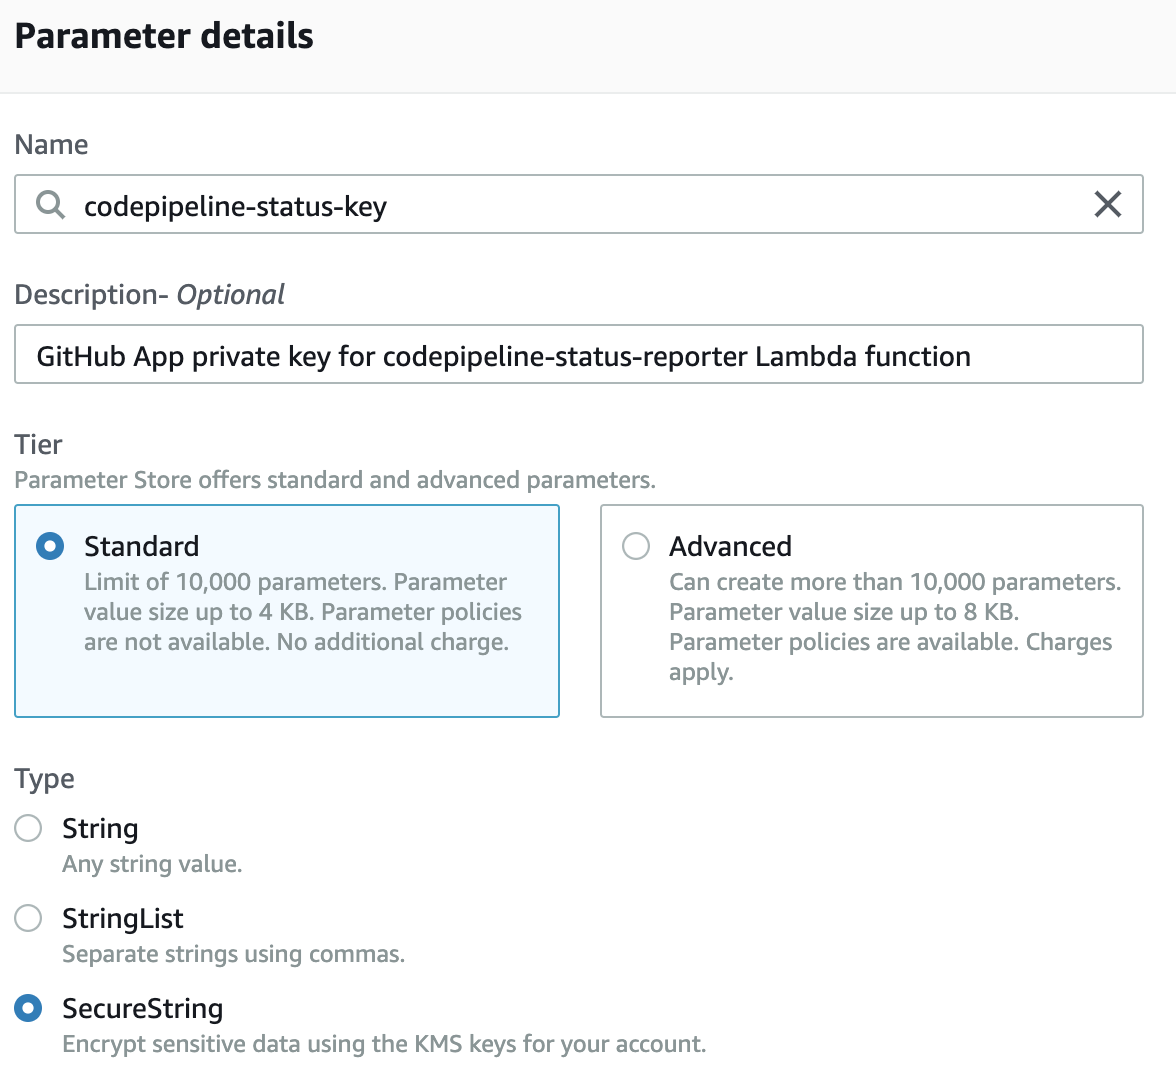 Parameter details
Name
codepipeline-status-key
Description- Optional
GitHub App private key for codepipeline-status-reporter Lambda function
Tier
Parameter Store offers standard and advanced parameters.
Standard
Limit of 10,000 parameters. Parameter
value size up to 4 KB. Parameter policies
are not available. No additional charge.
Advanced
Can create more than 10,000 parameters.
Parameter value size up to 8 KB.
Parameter policies are available. Charges
apply.
Type
String
Any string value.
StringList
Separate strings using commas.
SecureString
Encrypt sensitive data using the KMS keys for your account.